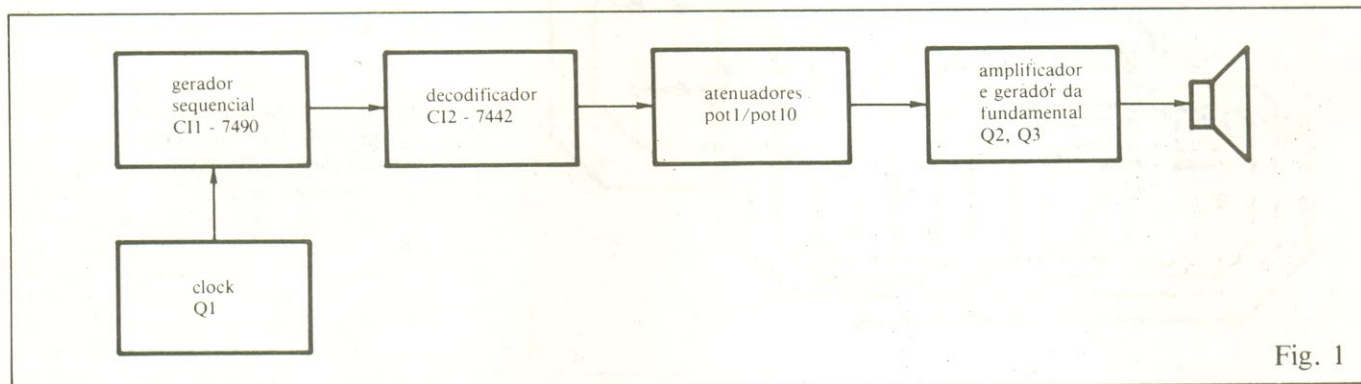 gerador
sequencial
CI1 - 7490
decodificador
CI2 - 7442
atenuadores
pot1/pot10
amplificador
e gerador da
fundamental
Q2, Q3
clock
Q1
Fig. 1